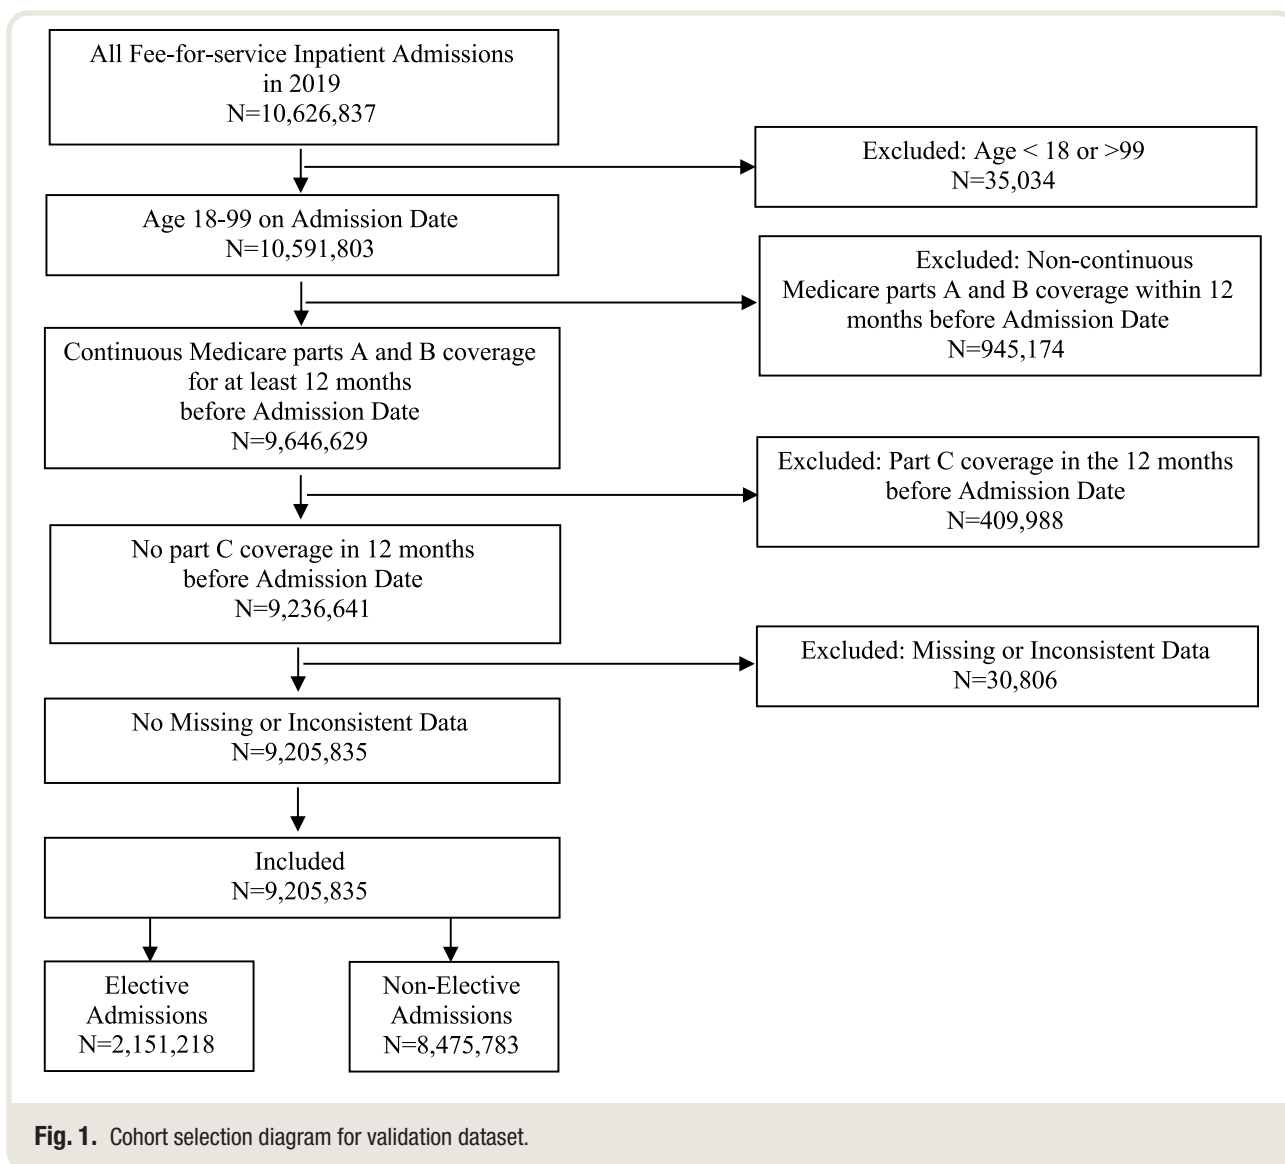 All Fee-for-service Inpatient Admissions
in 2019
N=10,626,837
Excluded: Age < 18 or >99
N=35,034
Age 18-99 on Admission Date
N=10,591,803
Excluded: Non-continuous
Medicare parts A and B coverage within 12
months before Admission Date
N=945,174
Continuous Medicare parts A and B coverage
for at least 12 months
before Admission Date
N=9,646,629
Excluded: Part C coverage in the 12 months
before Admission Date
N=409,988
No part C coverage in 12 months
before Admission Date
N=9,236,641
Excluded: Missing or Inconsistent Data
N=30,806
No Missing or Inconsistent Data
N=9,205,835
Included
N=9,205,835
Elective
Admissions
N=2,151,218
Non-Elective
Admissions
N=8,475,783
Fig. 1. Cohort selection diagram for validation dataset.